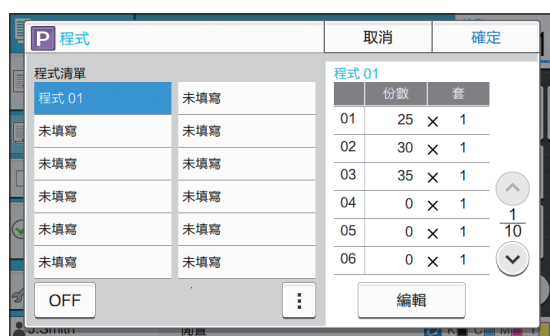 P 程式 取消 確定
程式清單
程式 01 未填寫
未填寫 未填寫
未填寫 未填寫
未填寫 未填寫
未填寫 未填寫
未填寫 未填寫
OFF
程式 01
份數 套
01 25 × 1
02 30 × 1
03 35 × 1
04 0 × 1
05 0 × 1
06 0 × 1
1
10
編輯
J.Smith 閒置 K C M Y